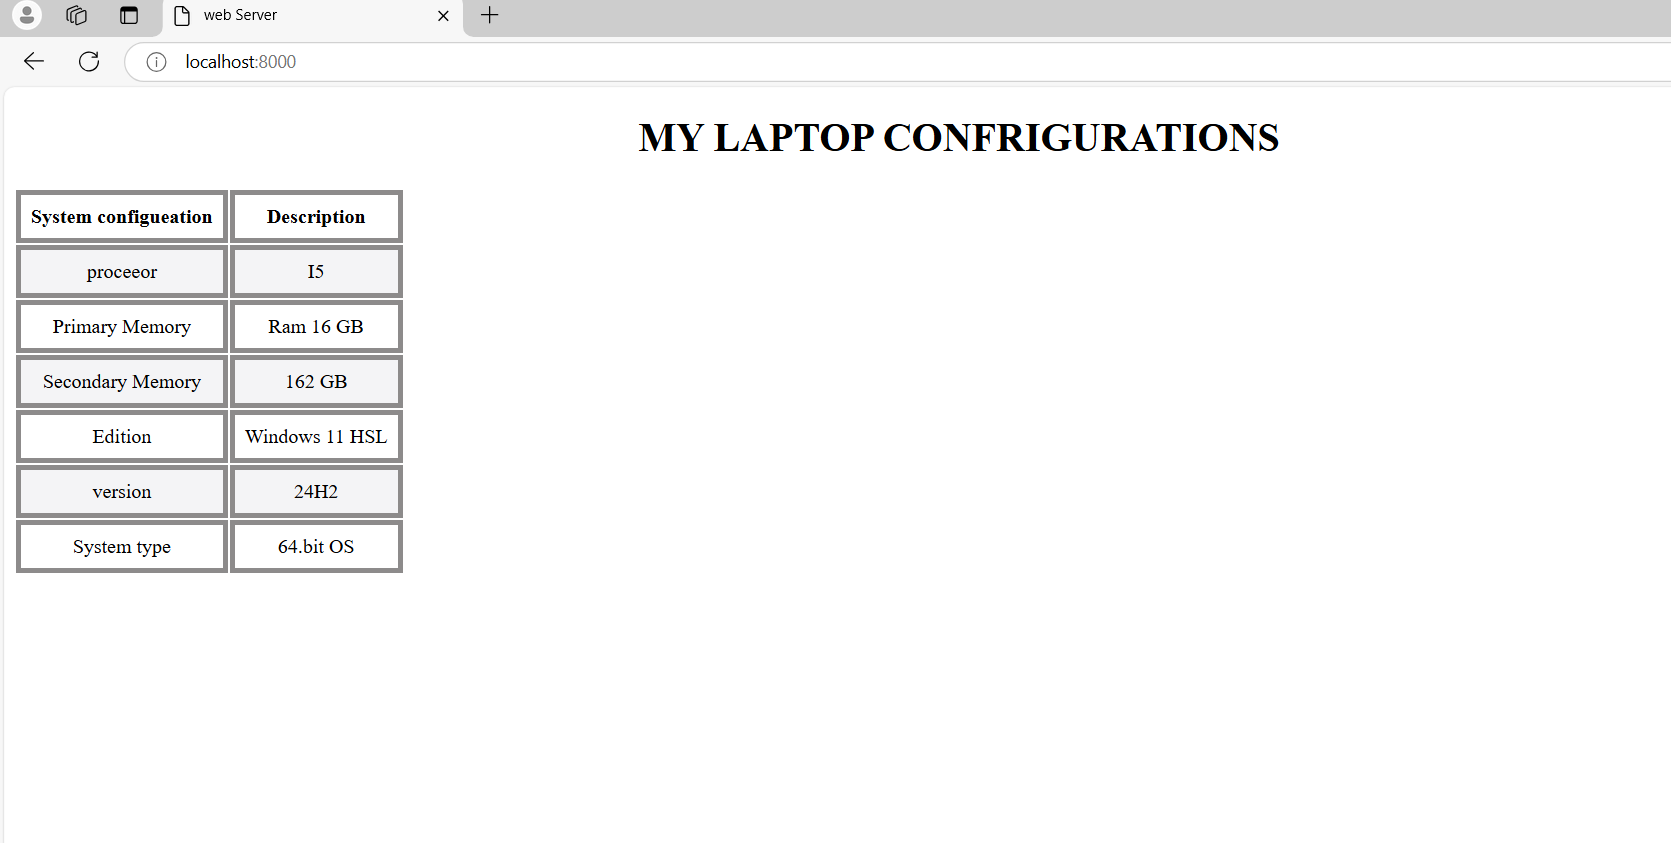 web Server
localhost:8000
MY LAPTOP CONFRIGURATIONS
System configueation Description
proceeor I5
Primary Memory Ram 16 GB
Secondary Memory 162 GB
Edition Windows 11 HSL
version 24H2
System type 64.bit OS